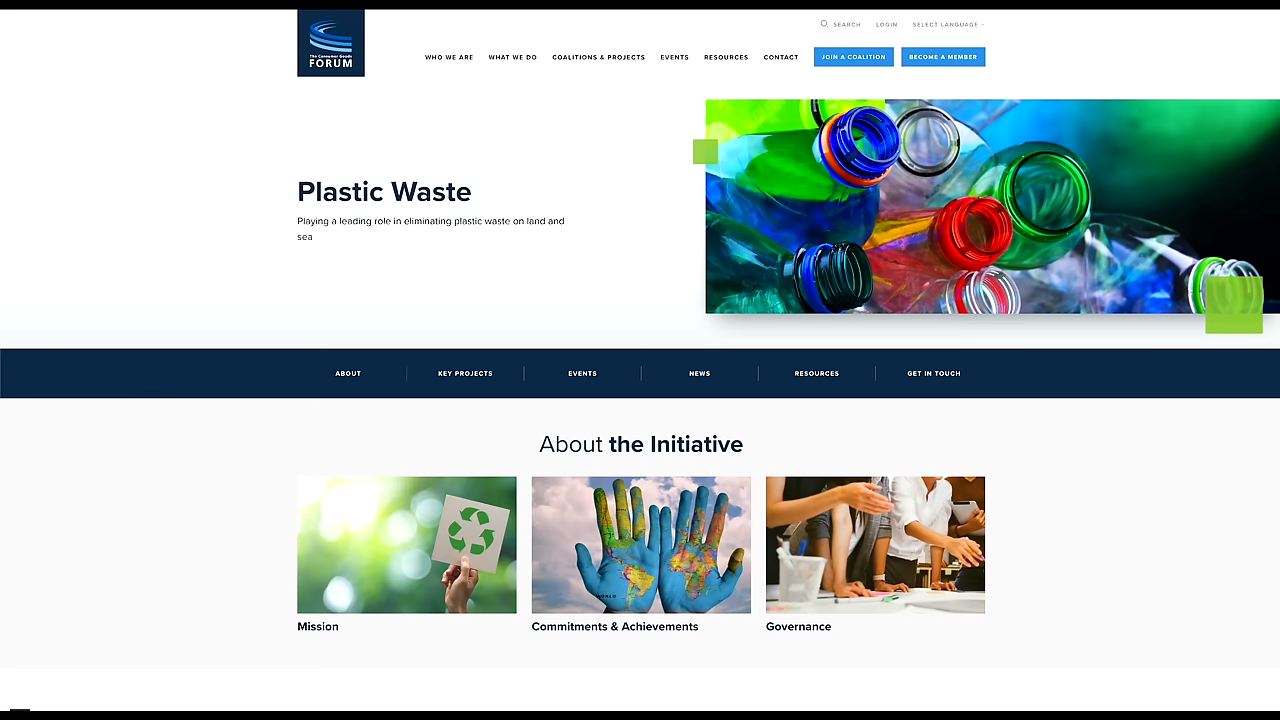 The Consumer Goods
FORUM
SEARCH LOGIN SELECT LANGUAGE
WHO WE ARE WHAT WE DO COALITIONS & PROJECTS EVENTS RESOURCES CONTACT JOIN A COALITION BECOME A MEMBER
Plastic Waste
Playing a leading role in eliminating plastic waste on land and
sea
ABOUT KEY PROJECTS EVENTS NEWS RESOURCES GET IN TOUCH
About the Initiative
WORLD
Mission Commitments & Achievements Governance